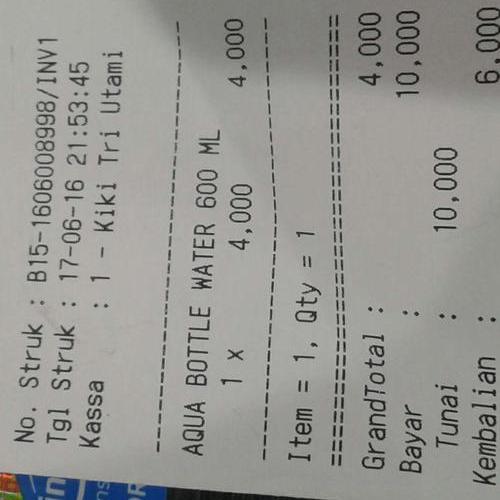 No. Struk : B15-1606008998/INV1
Tgl Struk : 17-06-16 21:53:45
Kassa : 1 - Kiki Tri Utami
AQUA BOTTLE WATER 600 ML
1 x 4,000 4,000
Item = 1, Qty = 1
GrandTotal : 4,000
Bayar : 10,000
Tunai : 10,000
Kembalian : 6,000